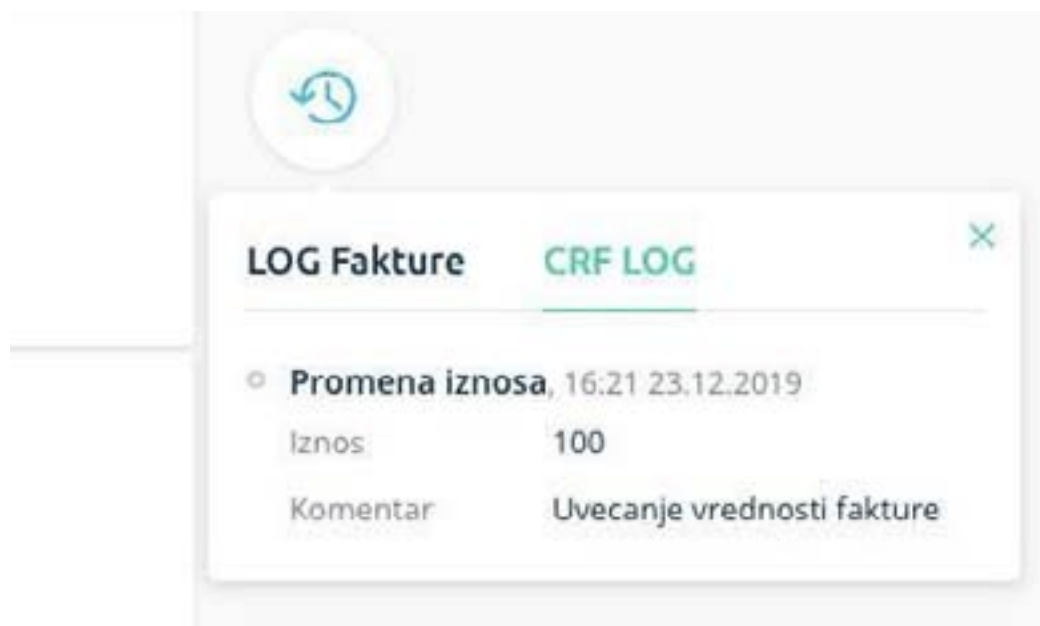 LOG Fakture CRF LOG
Promena iznosa, 16:21 23.12.2019
Iznos 100
Komentar Uvecanje vrednosti fakture